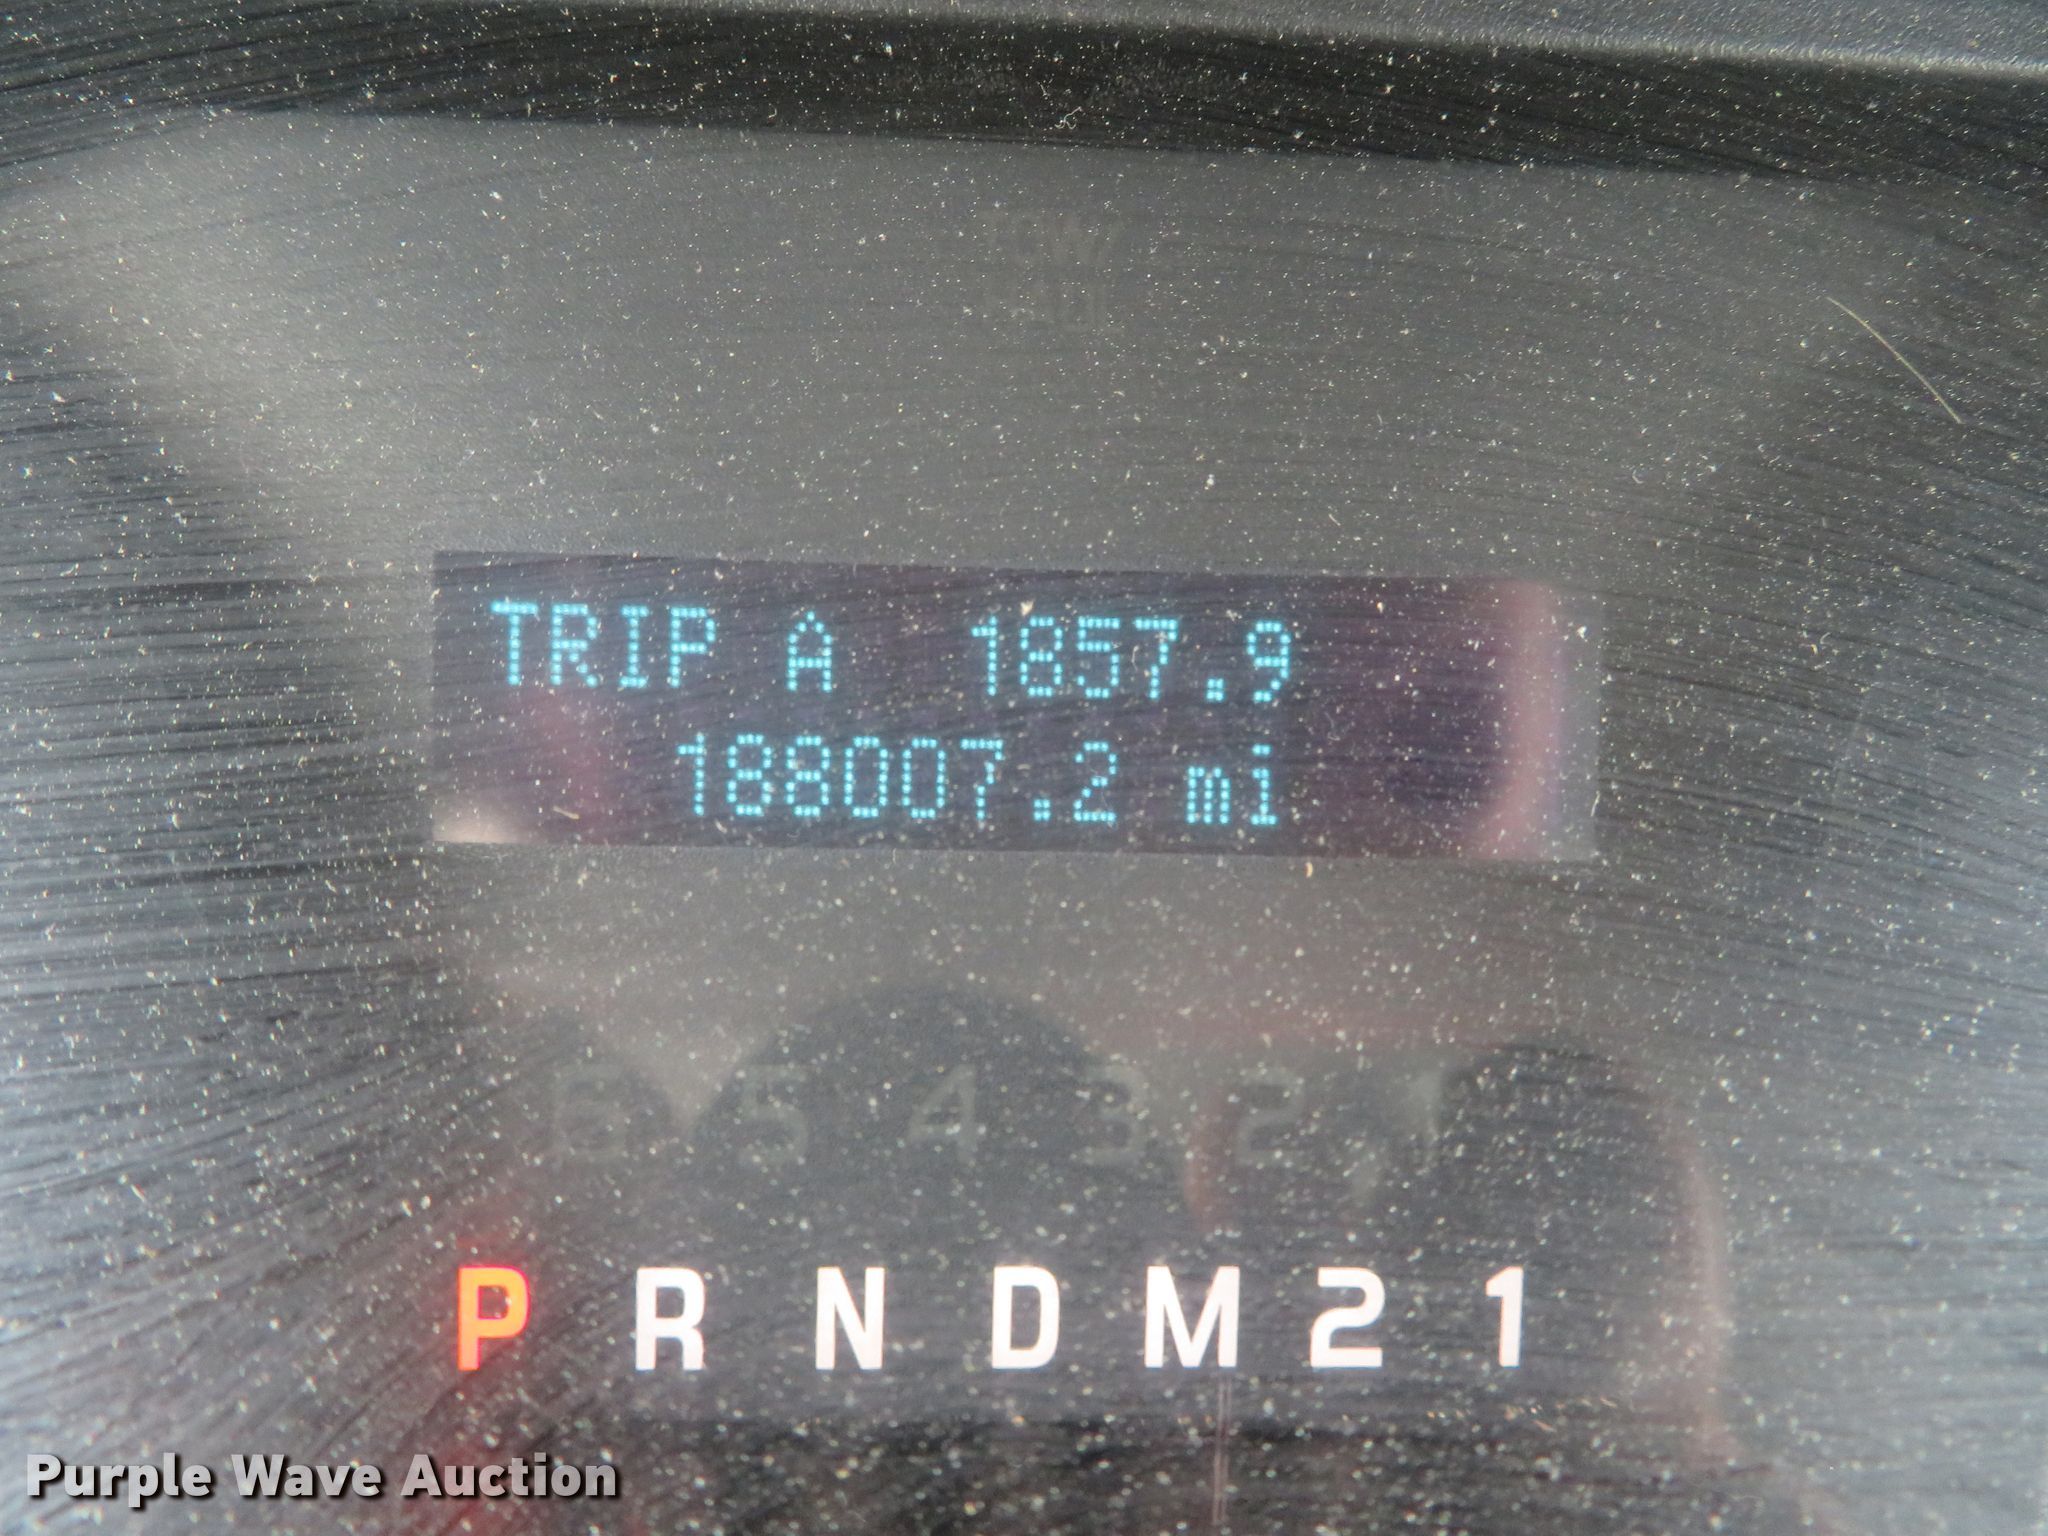 TRIP A 1857.9
188007.2 mi
6 5 4 3 2 1
P R N D M 2 1
Purple Wave Auction